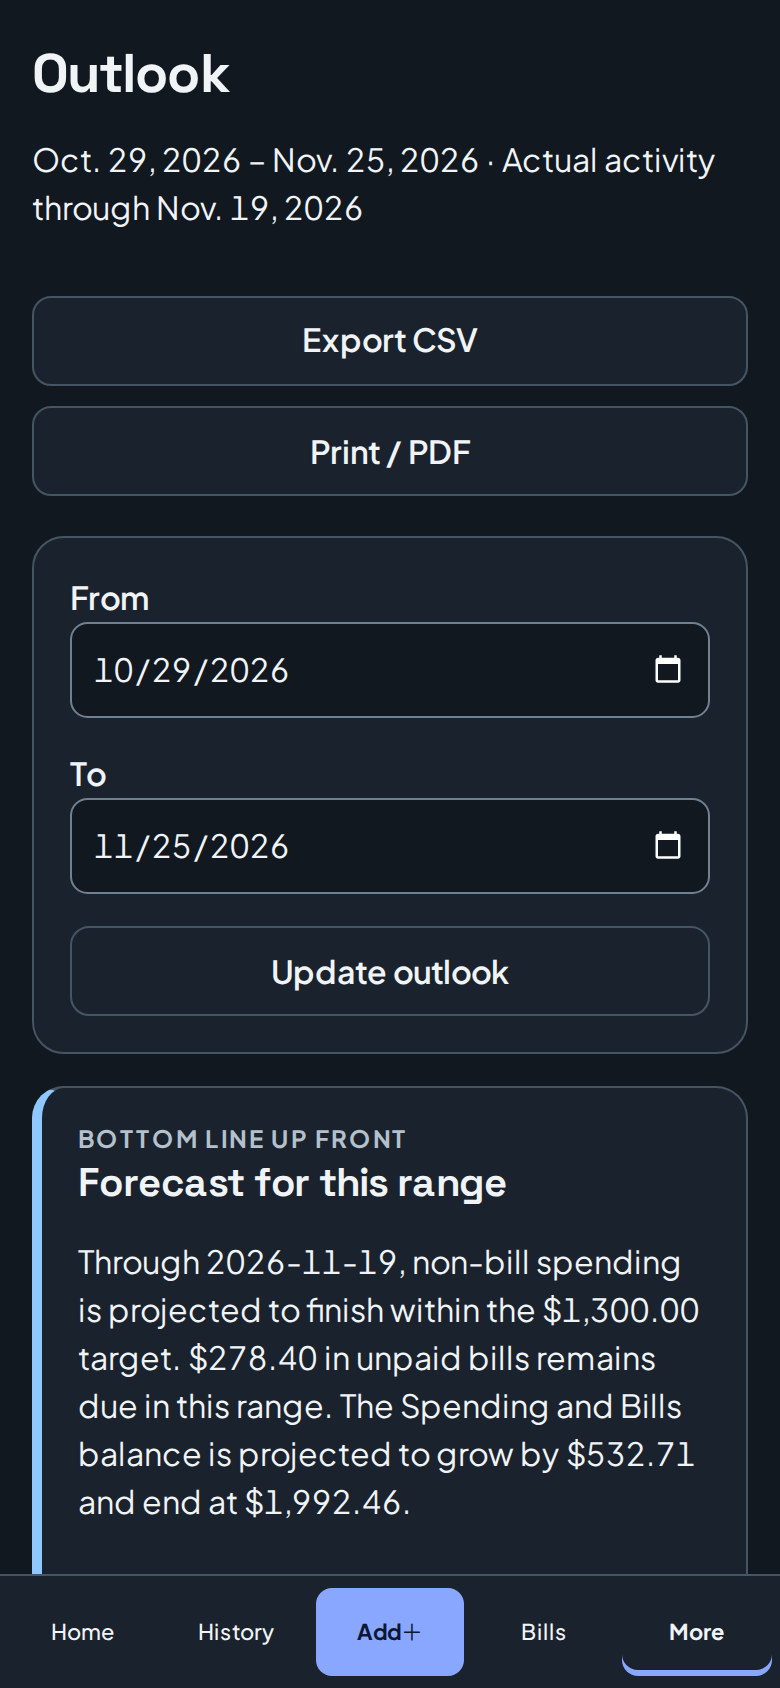 Outlook
Oct. 29, 2026 – Nov. 25, 2026 · Actual activity
through Nov. 19, 2026
Export CSV
Print / PDF
From
10/29/2026
To
11/25/2026
Update outlook
BOTTOM LINE UP FRONT
Forecast for this range
Through 2026-11-19, non-bill spending
is projected to finish within the $1,300.00
target. $278.40 in unpaid bills remains
due in this range. The Spending and Bills
balance is projected to grow by $532.71
and end at $1,992.46.
Home
History
Add+
Bills
More